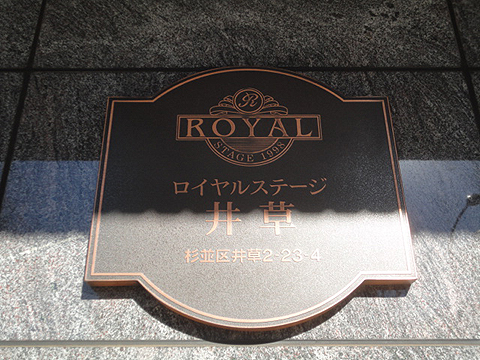 R
ROYAL
STAGE 1998
ロイヤルステージ
井草
杉並区井草2-23-4